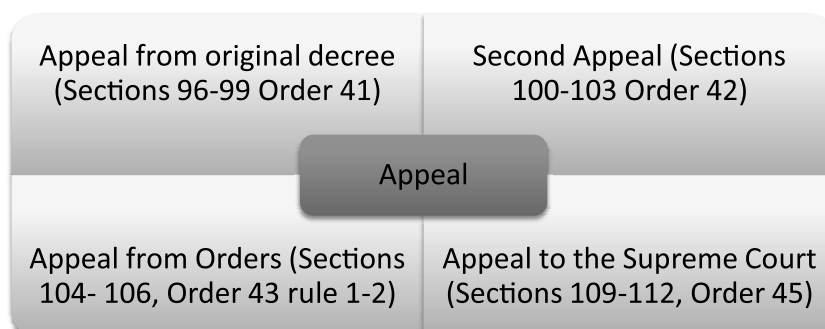 Appeal from original decree
(Sections 96-99 Order 41)
Second Appeal (Sections
100-103 Order 42)
Appeal
Appeal from Orders (Sections
104- 106, Order 43 rule 1-2)
Appeal to the Supreme Court
(Sections 109-112, Order 45)